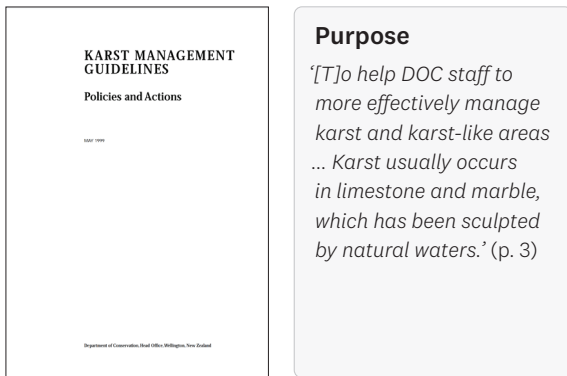 KARST MANAGEMENT
GUIDELINES
Policies and Actions
MAY 1999
Department of Conservation, Head Office, Wellington, New Zealand
Purpose
‘[T]o help DOC staff to
more effectively manage
karst and karst-like areas
... Karst usually occurs
in limestone and marble,
which has been sculpted
by natural waters.’ (p. 3)